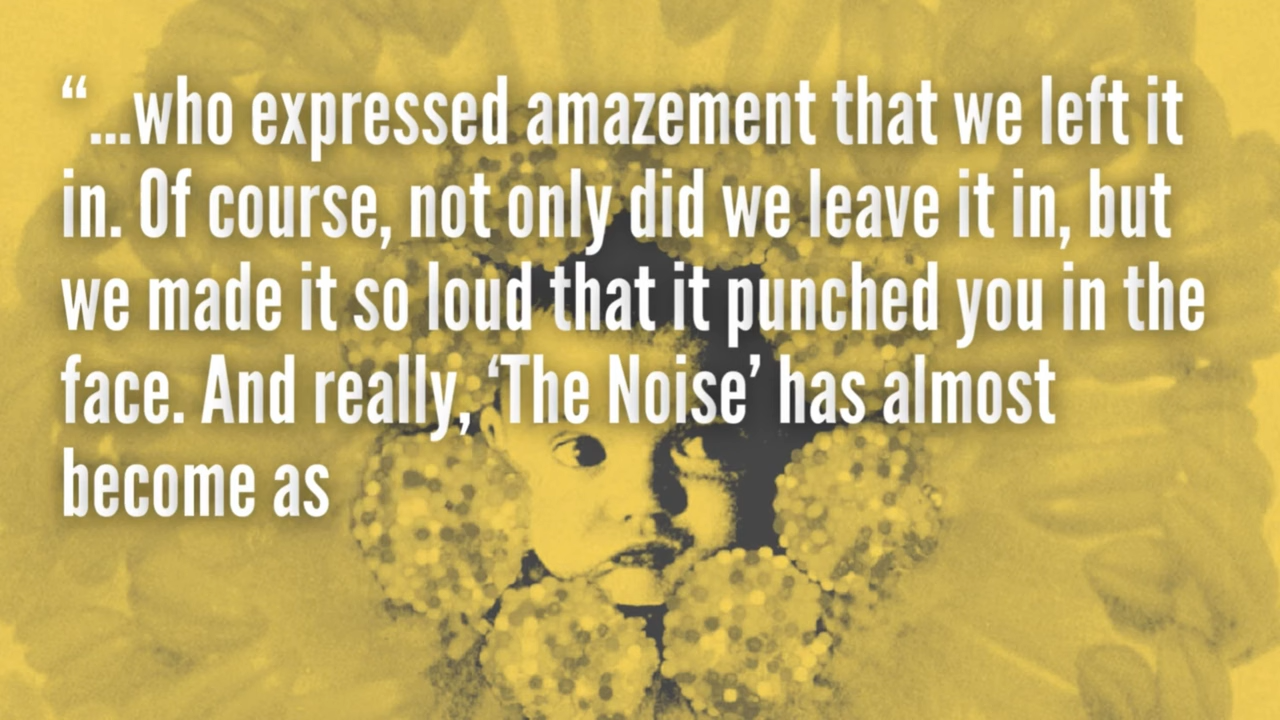 “...who expressed amazement that we left it
in. Of course, not only did we leave it in, but
we made it so loud that it punched you in the
face. And really, ‘The Noise’ has almost
become as